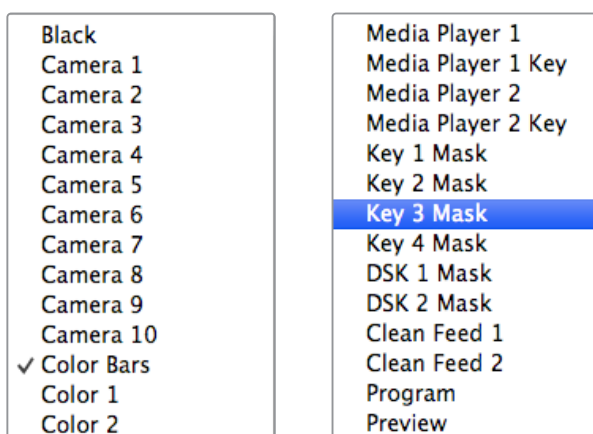 Black
Camera 1
Camera 2
Camera 3
Camera 4
Camera 5
Camera 6
Camera 7
Camera 8
Camera 9
Camera 10
✓ Color Bars
Color 1
Color 2
Media Player 1
Media Player 1 Key
Media Player 2
Media Player 2 Key
Key 1 Mask
Key 2 Mask
Key 3 Mask
Key 4 Mask
DSK 1 Mask
DSK 2 Mask
Clean Feed 1
Clean Feed 2
Program
Preview